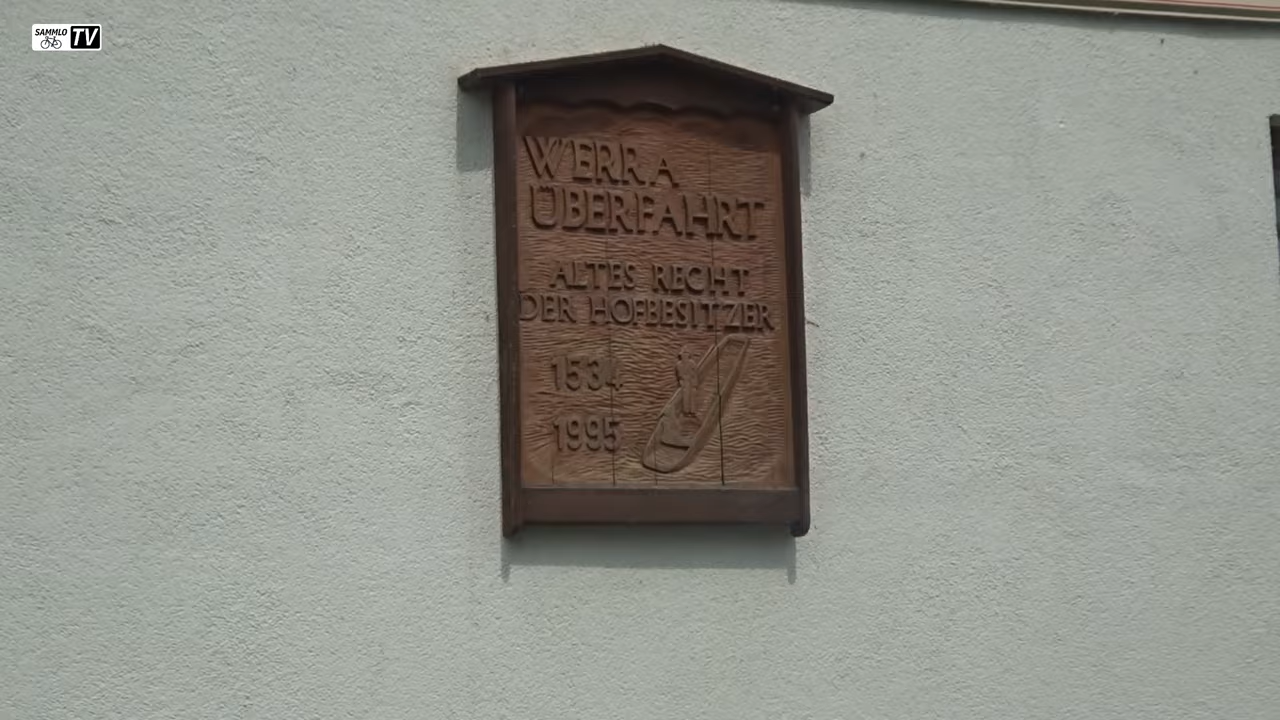 SAMMLO TV
WERRA
ÜBERFAHRT
ALTES RECHT
DER HOFBESITZER
1534
1995